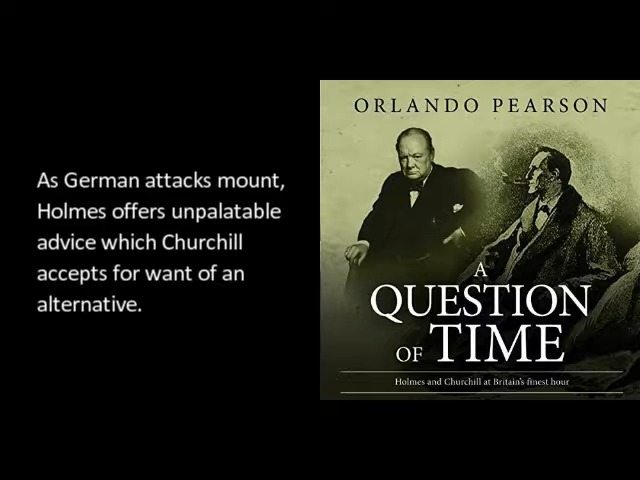 As German attacks mount,
Holmes offers unpalatable
advice which Churchill
accepts for want of an
alternative.
ORLANDO PEARSON
A
QUESTION
OF TIME
Holmes and Churchill at Britain's finest hour